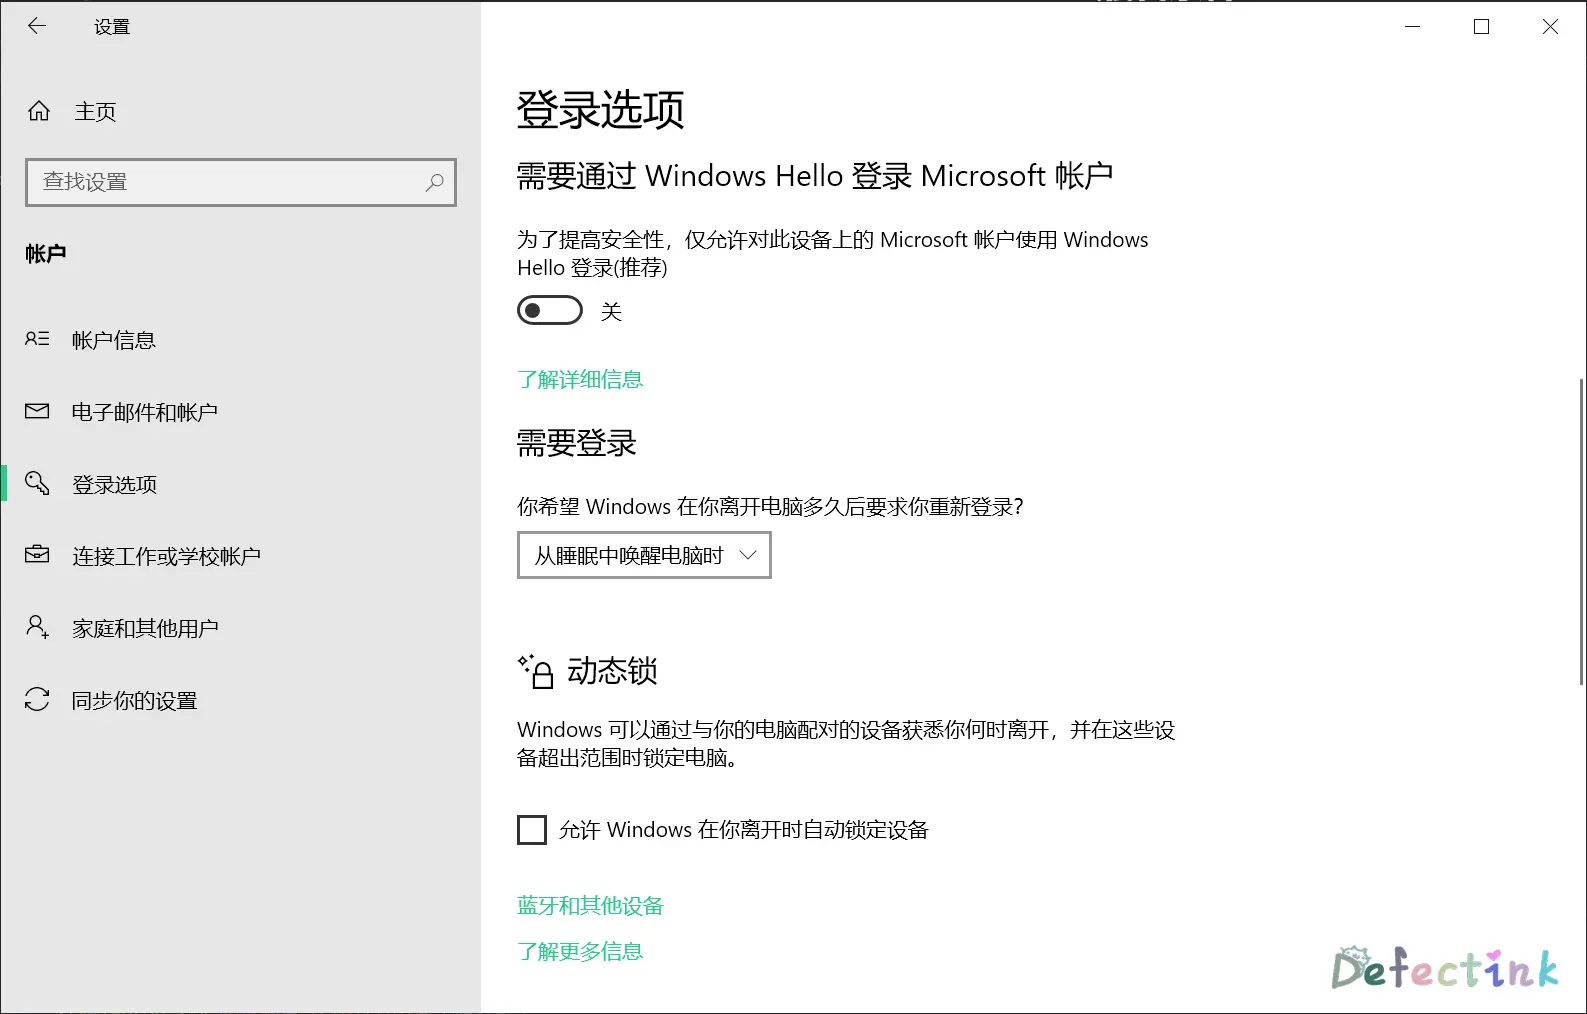 设置
主页
查找设置
帐户
帐户信息
电子邮件和帐户
登录选项
连接工作或学校帐户
家庭和其他用户
同步你的设置
登录选项
需要通过 Windows Hello 登录 Microsoft 帐户
为了提高安全性，仅允许对此设备上的 Microsoft 帐户使用 Windows
Hello 登录(推荐)
关
了解详细信息
需要登录
你希望 Windows 在你离开电脑多久后要求你重新登录?
从睡眠中唤醒电脑时
动态锁
Windows 可以通过与你的电脑配对的设备获悉你何时离开，并在这些设
备超出范围时锁定电脑。
允许 Windows 在你离开时自动锁定设备
蓝牙和其他设备
了解更多信息
Defectink